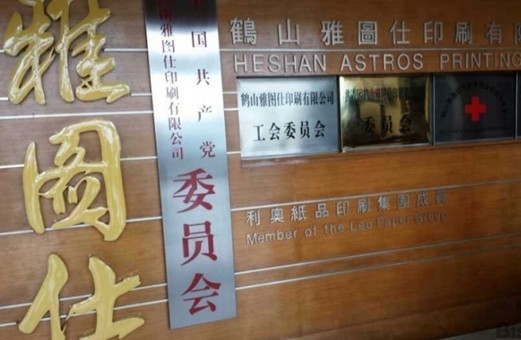 雅圖仕
中国共产党
雅图仕印刷有限公司
委员会
鹤山雅圖仕印刷有
HESHAN ASTROS PRINTING
鹤山雅图仕印刷有限公司
工会委员会
委员会
利奥紙品印刷集團成員
Member of the Leo Paper Group